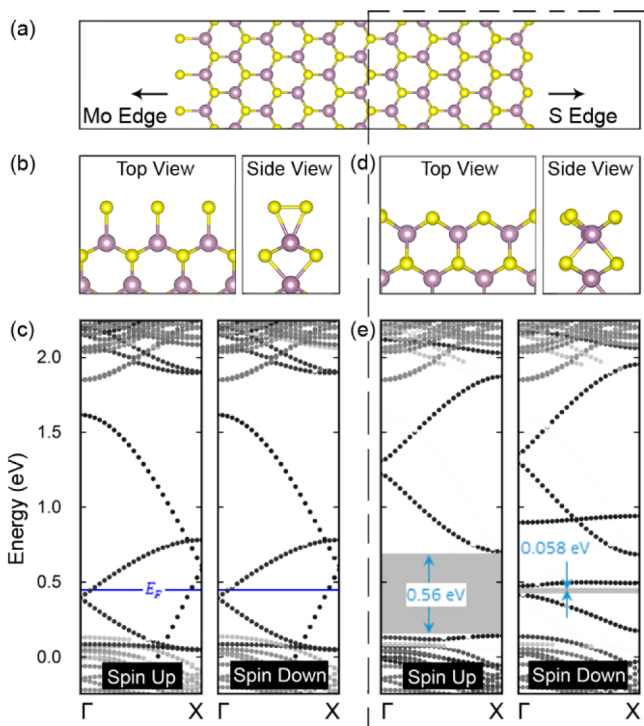 (a)
Mo Edge
S Edge
(b)
Top View
Side View
(d)
Top View
Side View
(c)
(e)
Energy (eV)
2.0
1.5
1.0
0.5
0.0
E_F
0.56 eV
0.058 eV
Spin Up
Spin Down
Spin Up
Spin Down
Γ X Γ X Γ X Γ X